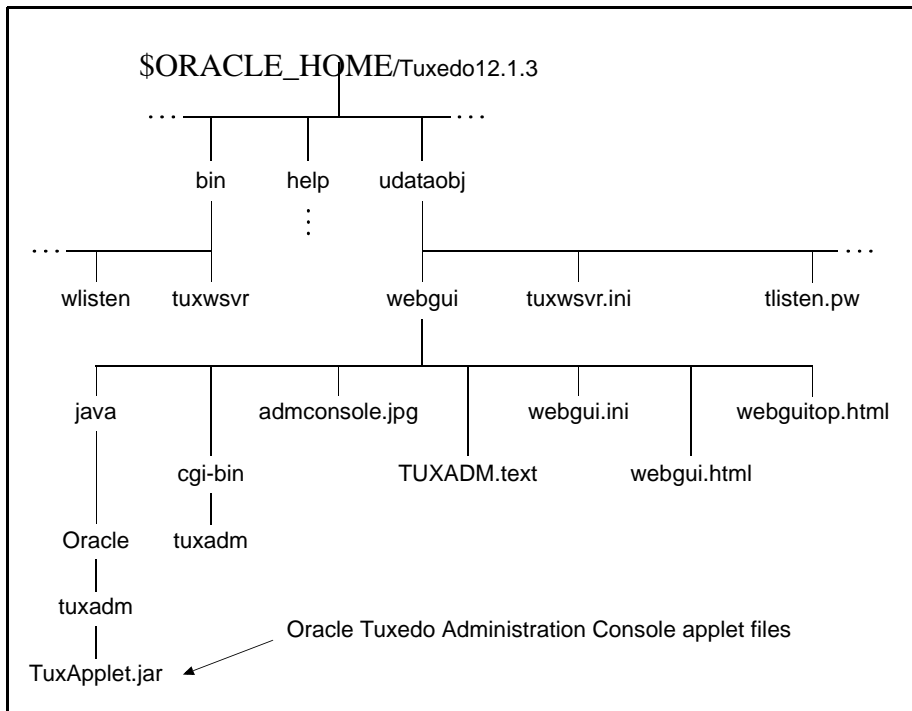 $ORACLE_HOME/Tuxedo12.1.3
... ...
bin help udataobj
... ...
wlisten tuxwsvr webgui tuxwsvr.ini tlisten.pw
java admconsole.jpg webgui.ini webguitop.html
cgi-bin TUXADM.text webgui.html
Oracle tuxadm
tuxadm
Oracle Tuxedo Administration Console applet files
TuxApplet.jar